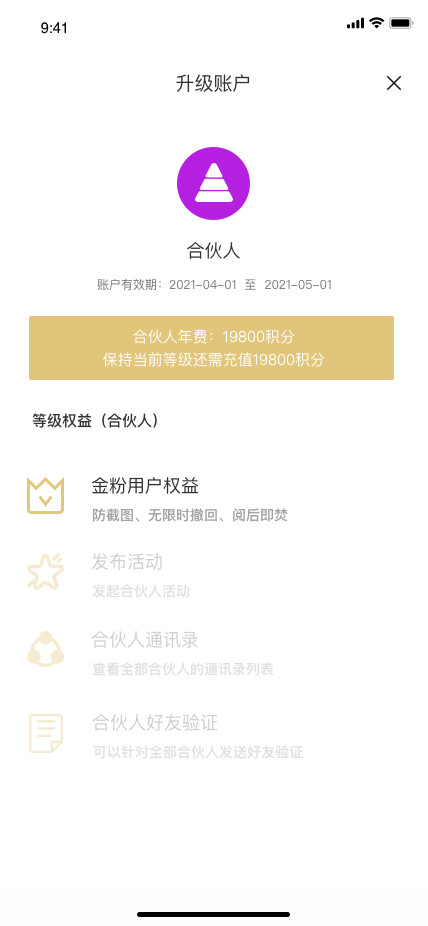 9:41
升级账户
合伙人
账户有效期：2021-04-01 至 2021-05-01
合伙人年费：19800积分
保持当前等级还需充值19800积分
等级权益（合伙人）
金粉用户权益
防截图、无限时撤回、阅后即焚
发布活动
发起合伙人活动
合伙人通讯录
查看全部合伙人的通讯录列表
合伙人好友验证
可以针对全部合伙人发送好友验证